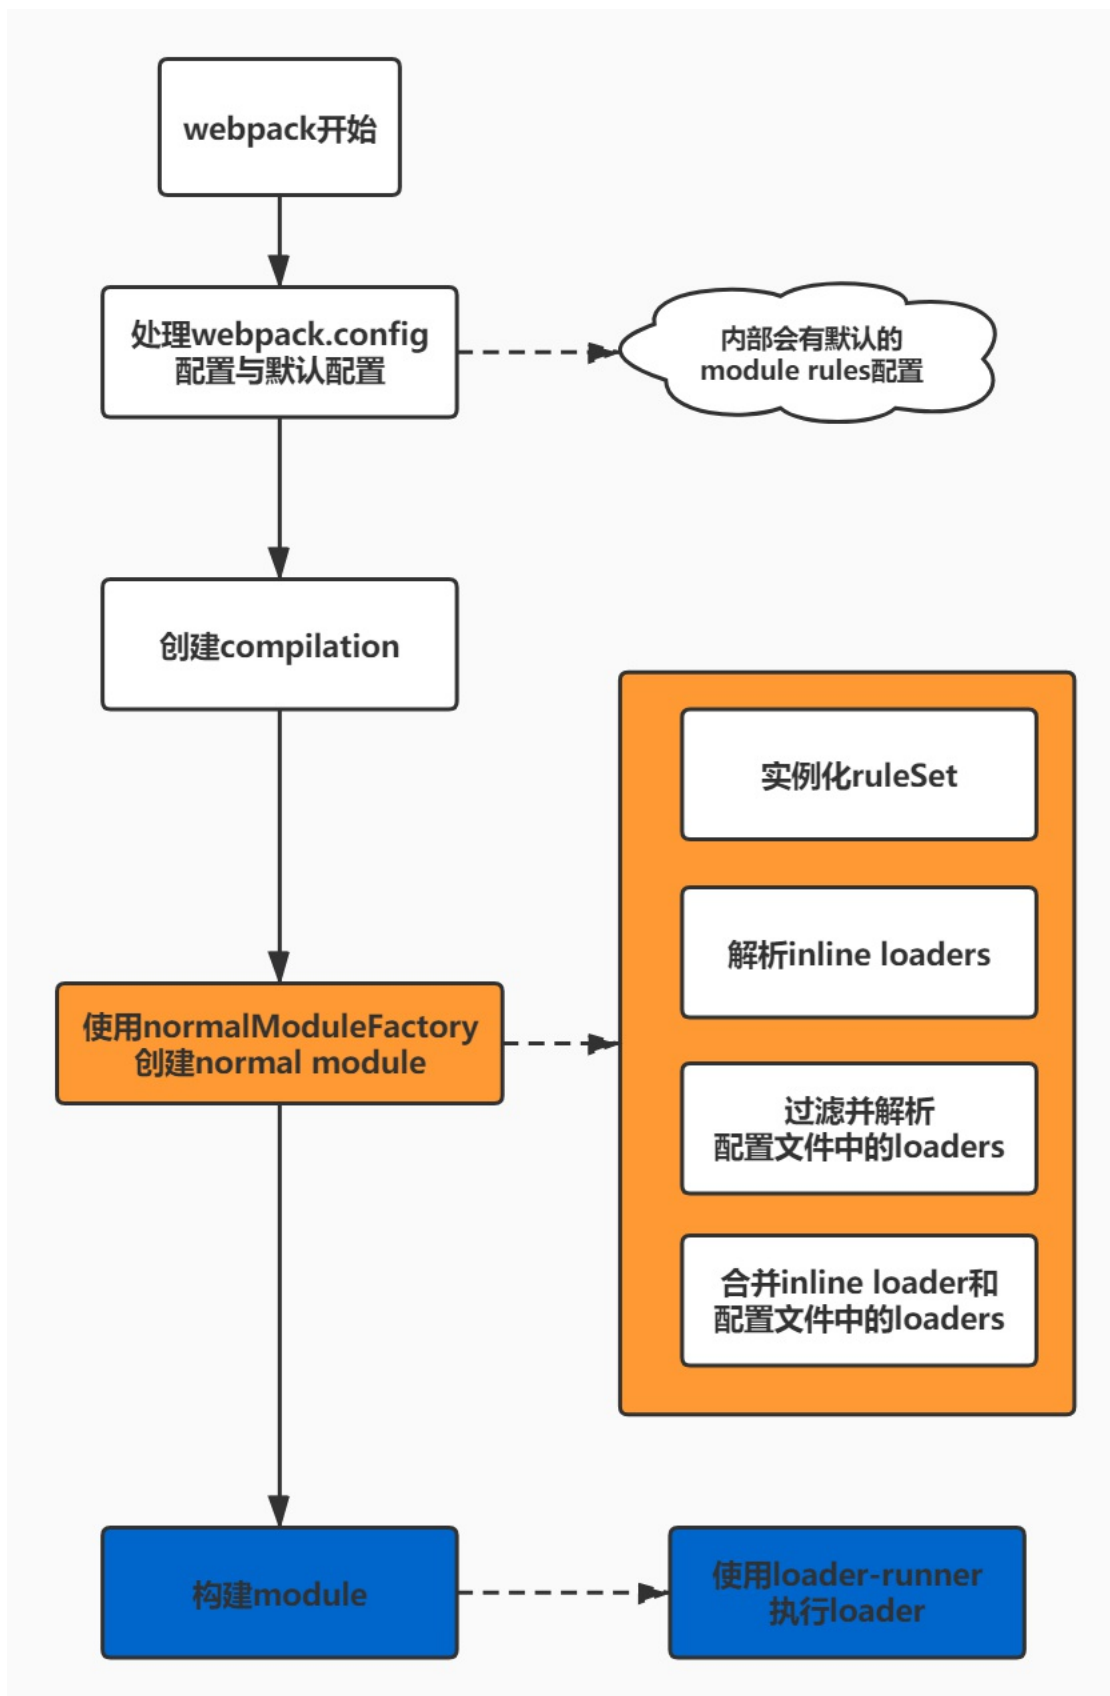 webpack开始
处理webpack.config
配置与默认配置
内部会有默认的
module rules配置
创建compilation
实例化ruleSet
解析inline loaders
使用normalModuleFactory
创建normal module
过滤并解析
配置文件中的loaders
合并inline loader和
配置文件中的loaders
构建module
使用loader-runner
执行loader